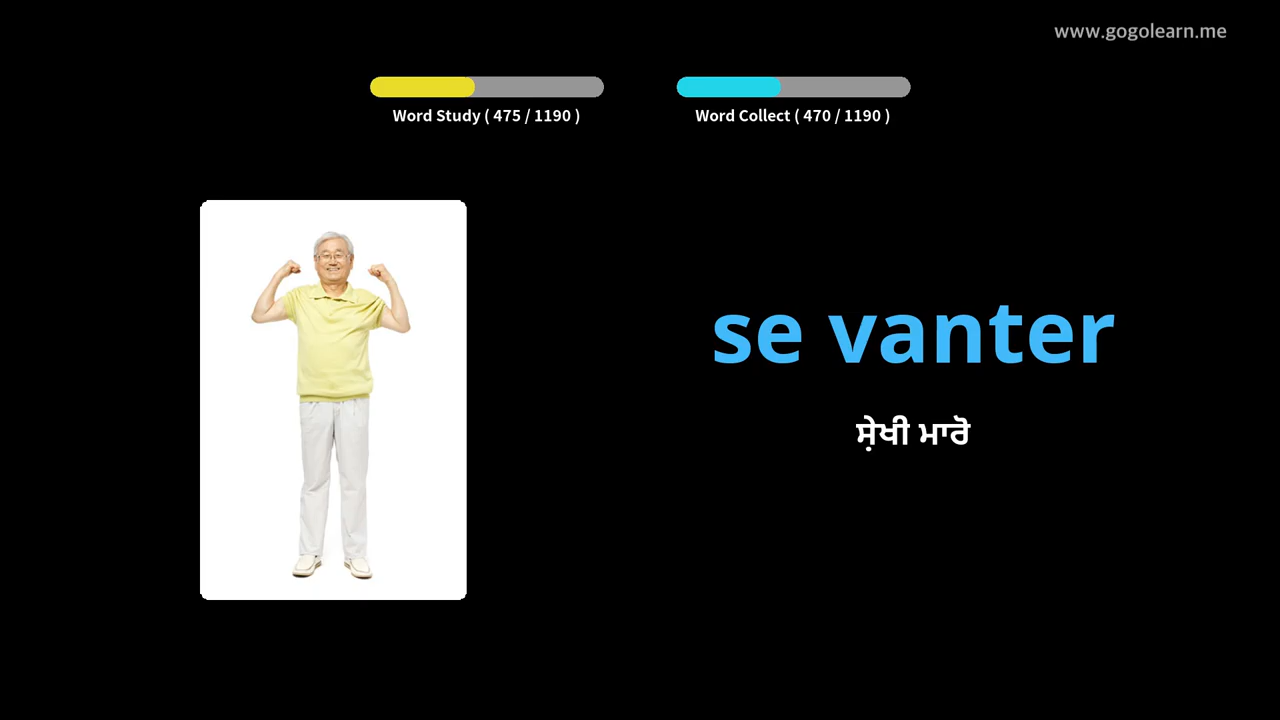 www.gogolearn.me
Word Study ( 475 / 1190 )
Word Collect ( 470 / 1190 )
se vanter
ਸ਼ੇਖੀ ਮਾਰੋ